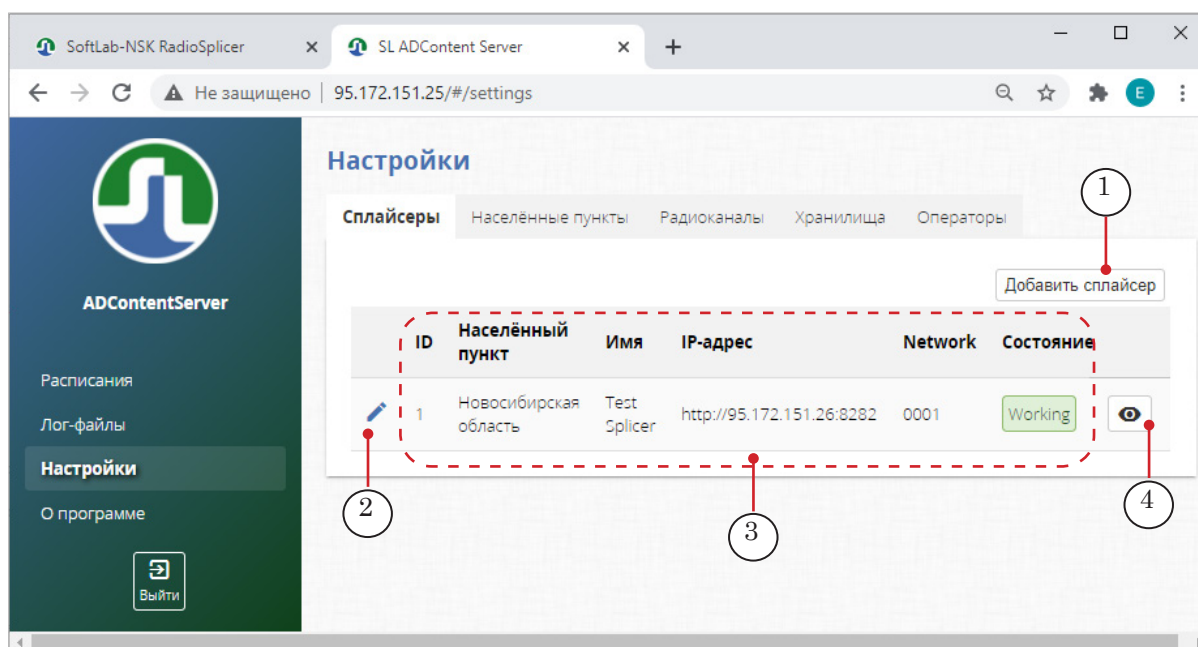 SoftLab-NSK RadioSplicer
SL ADContent Server
Не защищено
95.172.151.25/#/settings
E
ADContentServer
Расписания
Лог-файлы
Настройки
О программе
Выйти
Настройки
Сплайсеры Населённые пункты Радиоканалы Хранилища Операторы
1
Добавить сплайсер
ID Населённый пункт Имя IP-адрес Network Состояние
1 Новосибирская область Test Splicer http://95.172.151.26:8282 0001 Working
2
3
4